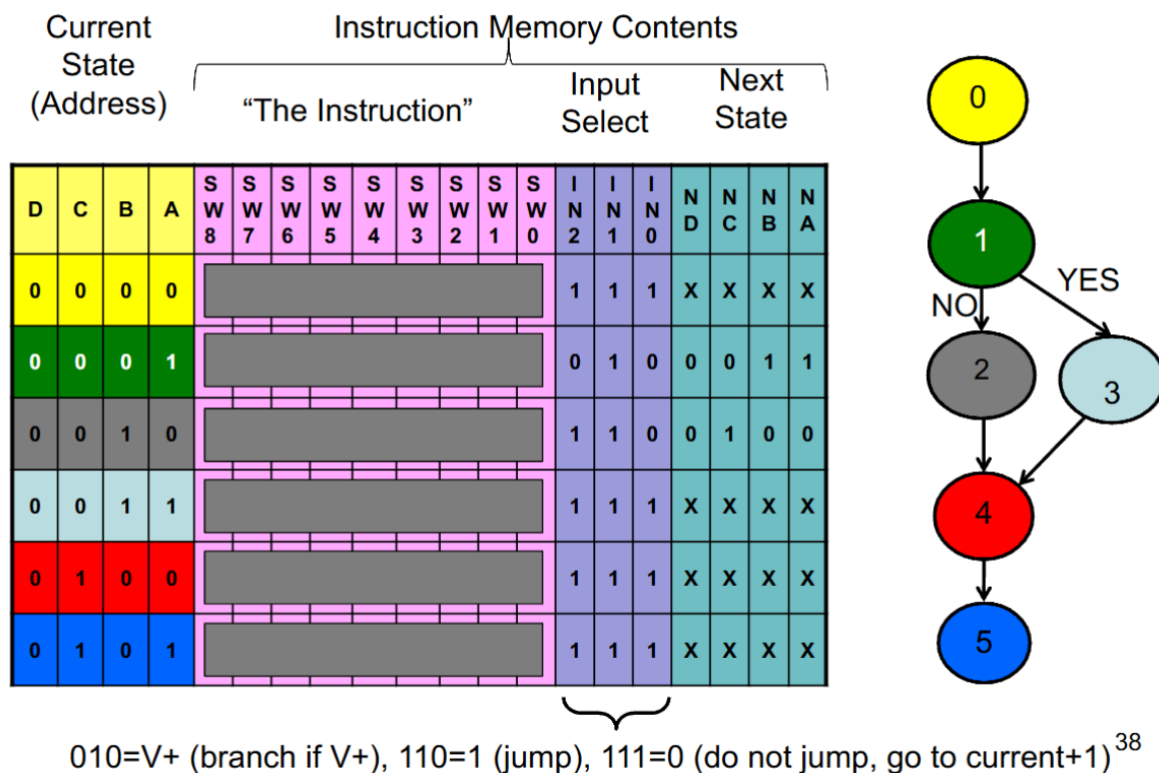 Current State (Address)
Instruction Memory Contents
"The Instruction"
Input Select
Next State
D C B A SW8 SW7 SW6 SW5 SW4 SW3 SW2 SW1 SW0 IN2 IN1 IN0 ND NC NB NA
0 0 0 0 1 1 1 X X X X
0 0 0 1 0 1 0 0 0 1 1
0 0 1 0 1 1 0 0 1 0 0
0 0 1 1 1 1 1 X X X X
0 1 0 0 1 1 1 X X X X
0 1 0 1 1 1 1 X X X X
0
1
NO
YES
2
3
4
5
010=V+ (branch if V+), 110=1 (jump), 111=0 (do not jump, go to current+1)
38